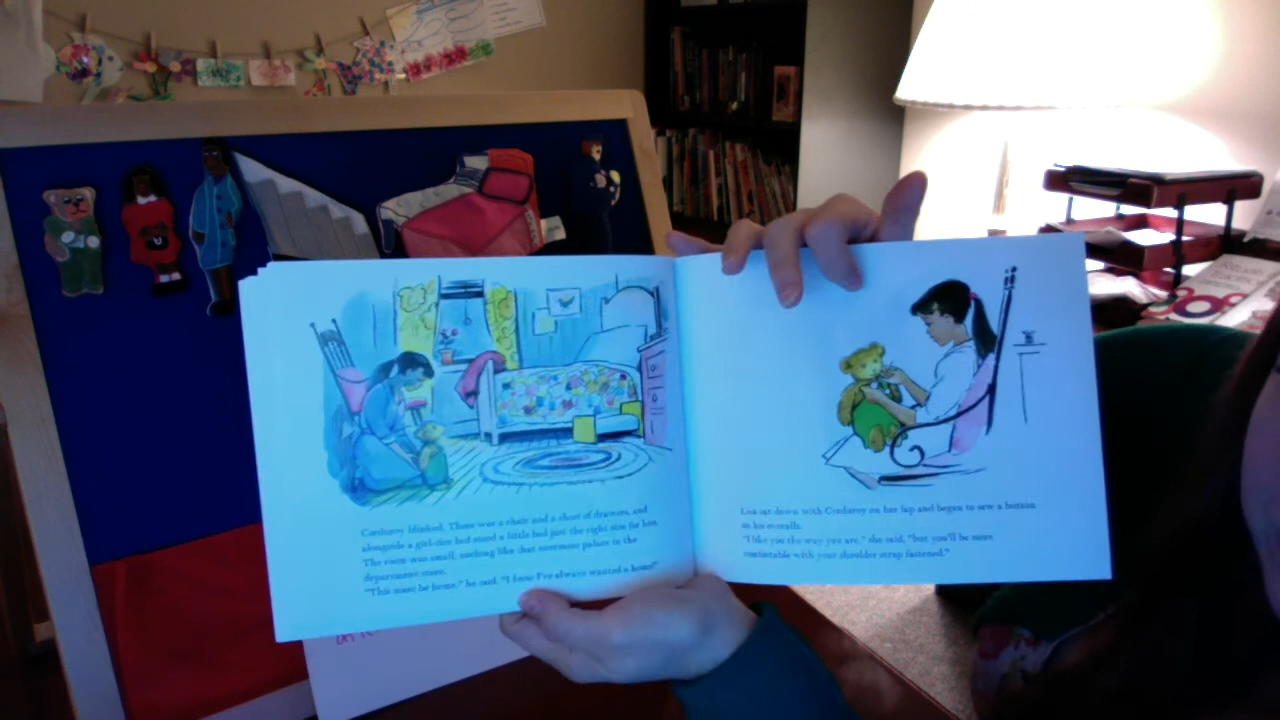 Corduroy blinked. There was a chair and a chest of drawers, and
alongside a girl-size bed stood a little bed just the right size for him.
The room was small, nothing like that enormous palace in the
department store.
"This must be home," he said. "I know I've always wanted a home!"
Lisa sat down with Corduroy on her lap and began to sew a button
on his overalls.
"I like you the way you are," she said, "but you'll be more
comfortable with your shoulder strap fastened."